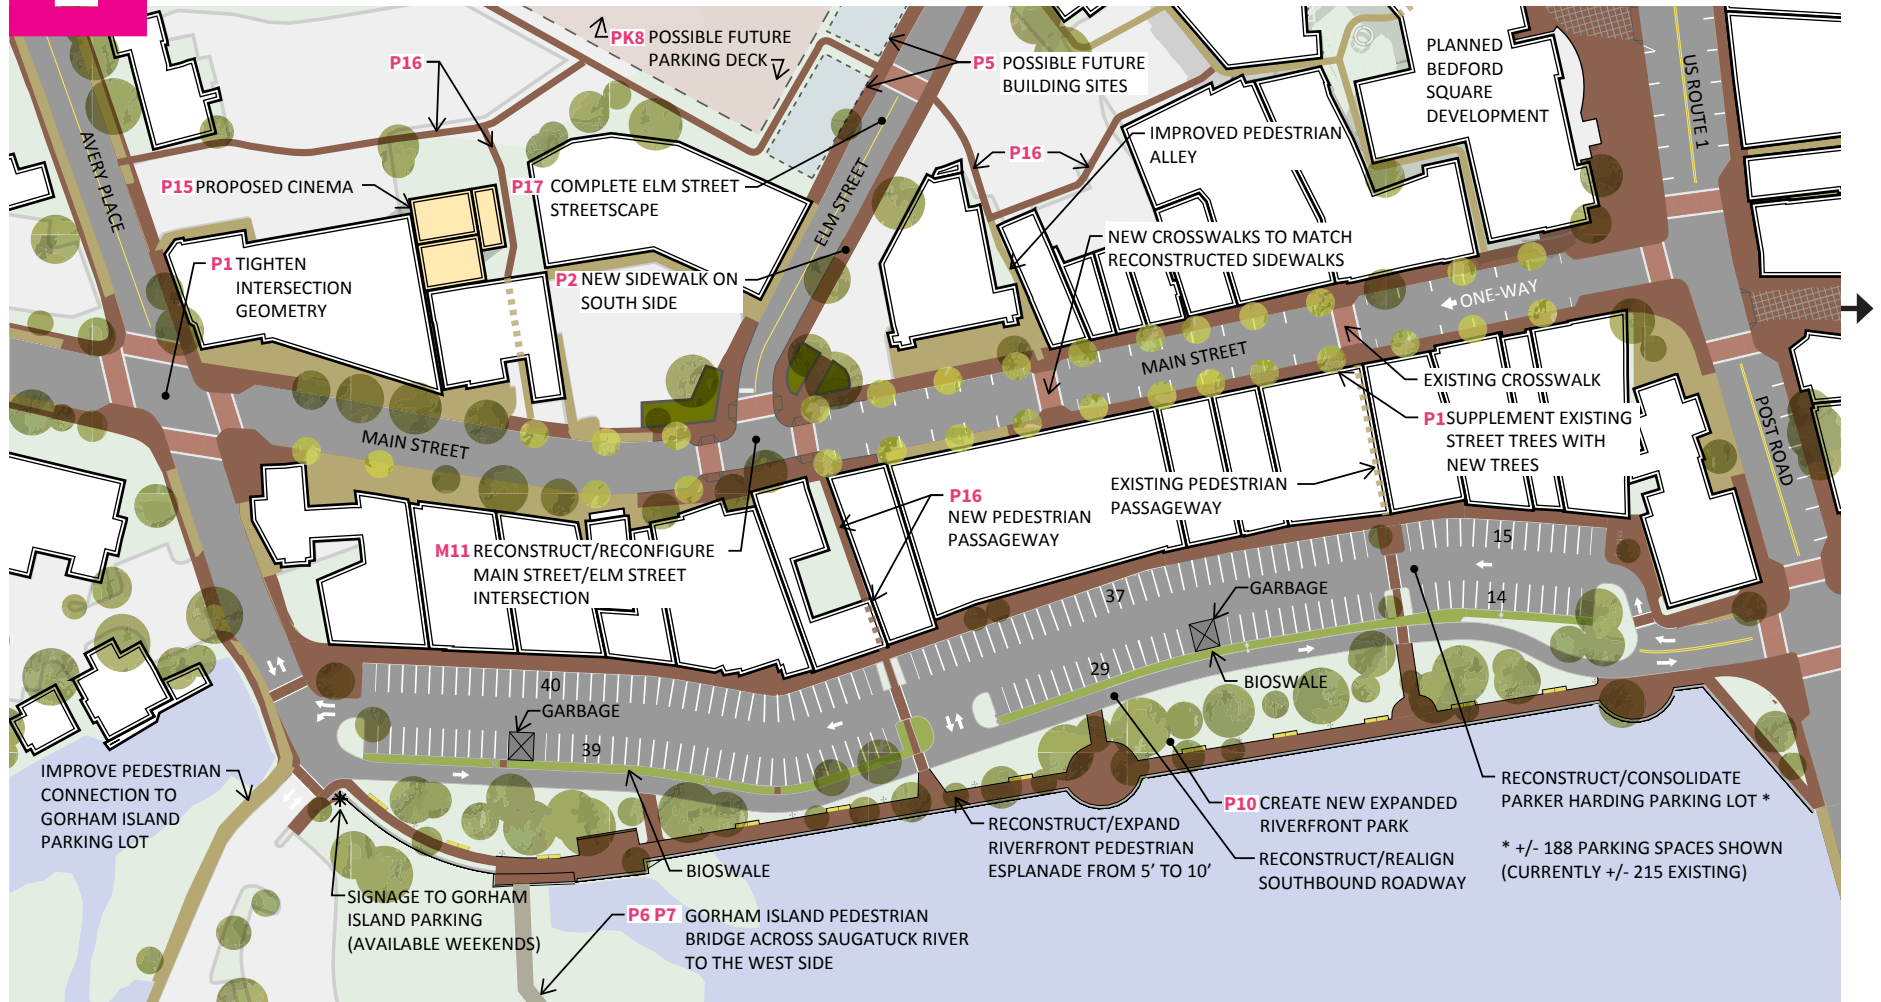 PK8 POSSIBLE FUTURE
PARKING DECK
P16
P5 POSSIBLE FUTURE
BUILDING SITES
PLANNED
BEDFORD
SQUARE
DEVELOPMENT
US ROUTE 1
AVERY PLACE
P15 PROPOSED CINEMA
P17 COMPLETE ELM STREET
STREETSCAPE
ELM STREET
P16
IMPROVED PEDESTRIAN
ALLEY
P1 TIGHTEN
INTERSECTION
GEOMETRY
P2 NEW SIDEWALK ON
SOUTH SIDE
NEW CROSSWALKS TO MATCH
RECONSTRUCTED SIDEWALKS
ONE-WAY
MAIN STREET
MAIN STREET
EXISTING CROSSWALK
P1 SUPPLEMENT EXISTING
STREET TREES WITH
NEW TREES
POST ROAD
EXISTING PEDESTRIAN
PASSAGEWAY
P16
NEW PEDESTRIAN
PASSAGEWAY
M11 RECONSTRUCT/RECONFIGURE
MAIN STREET/ELM STREET
INTERSECTION
15
14
37
GARBAGE
29
BIOSWALE
40
GARBAGE
39
IMPROVE PEDESTRIAN
CONNECTION TO
GORHAM ISLAND
PARKING LOT
SIGNAGE TO GORHAM
ISLAND PARKING
(AVAILABLE WEEKENDS)
BIOSWALE
P6 P7 GORHAM ISLAND PEDESTRIAN
BRIDGE ACROSS SAUGATUCK RIVER
TO THE WEST SIDE
RECONSTRUCT/EXPAND
RIVERFRONT PEDESTRIAN
ESPLANADE FROM 5' TO 10'
P10 CREATE NEW EXPANDED
RIVERFRONT PARK
RECONSTRUCT/REALIGN
SOUTHBOUND ROADWAY
RECONSTRUCT/CONSOLIDATE
PARKER HARDING PARKING LOT *
* +/- 188 PARKING SPACES SHOWN
(CURRENTLY +/- 215 EXISTING)